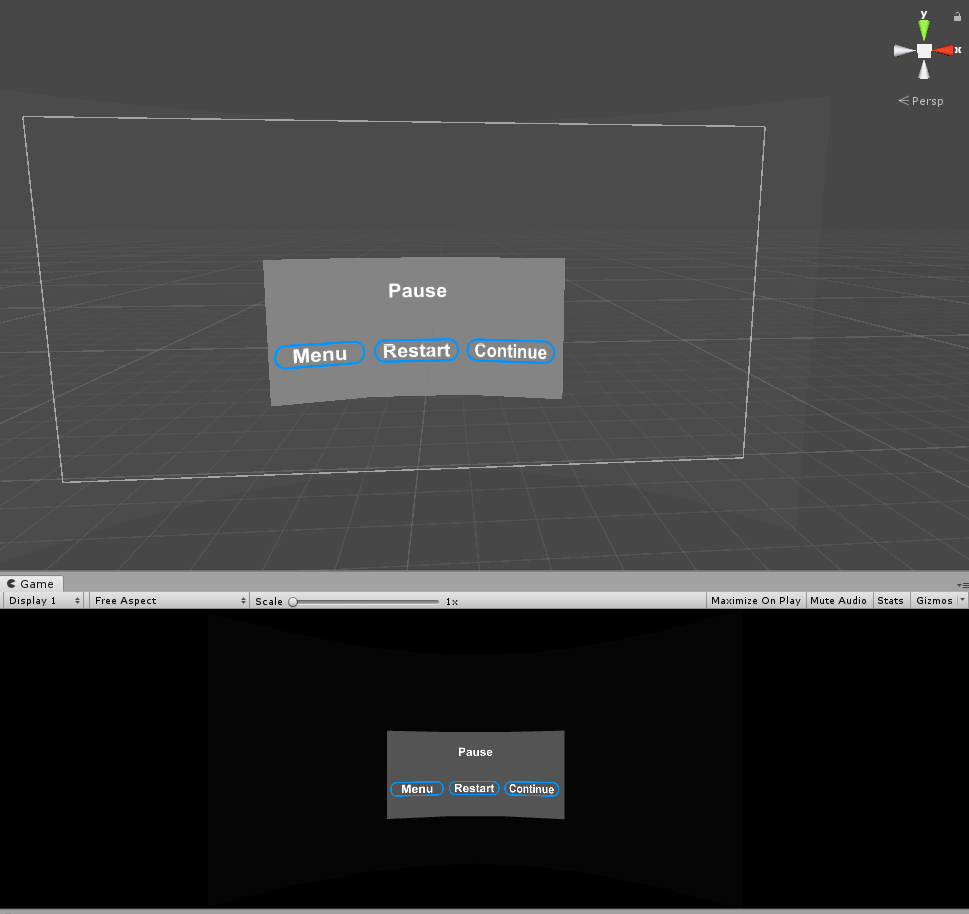 y
x
Persp
Pause
Menu Restart Continue
Game
Display 1 Free Aspect Scale 1x Maximize On Play Mute Audio Stats Gizmos
Pause
Menu Restart Continue